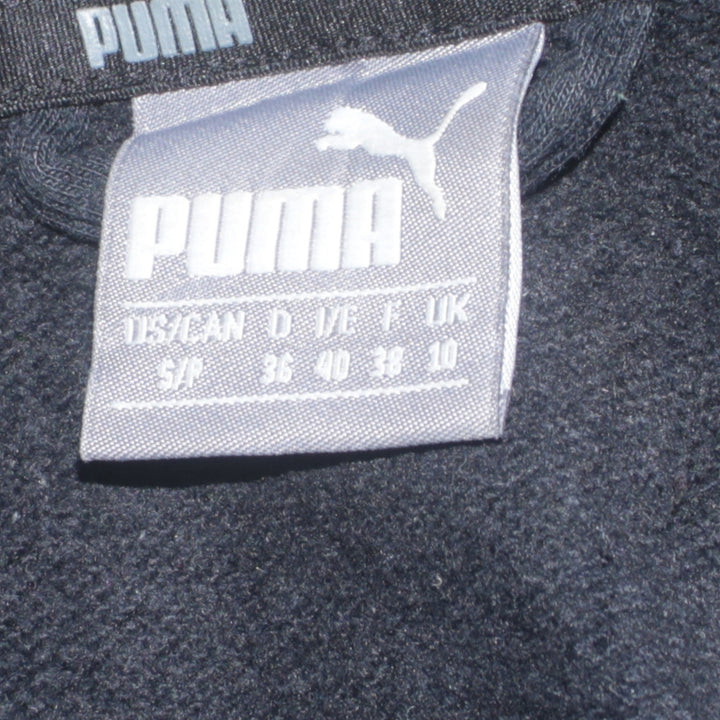 PUMA
PUMA
US/CAN D I/E F UK
S/P 36 40 38 10